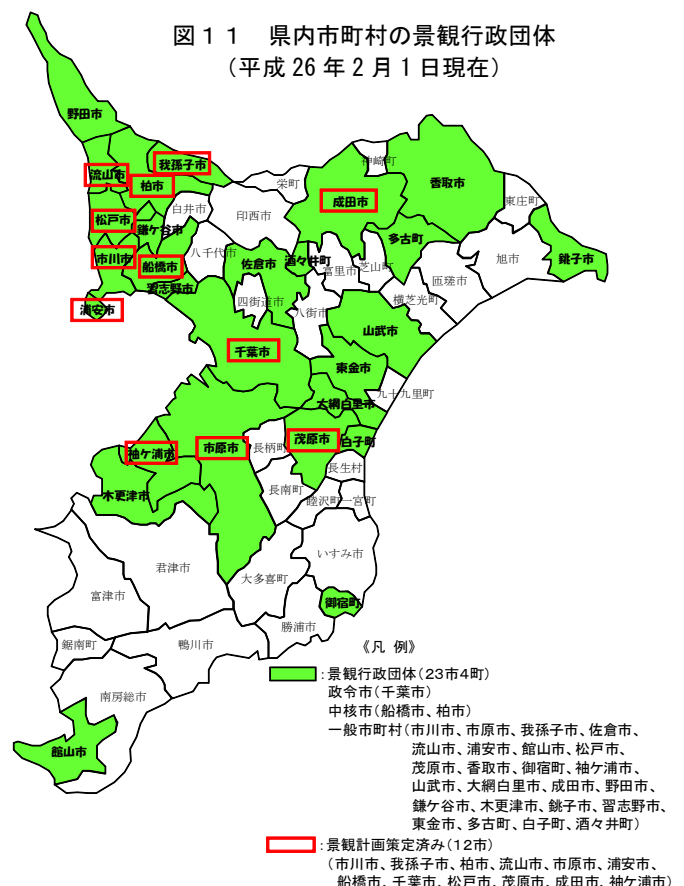 図11 県内市町村の景観行政団体
(平成26年2月1日現在)
野田市
我孫子市
流山市
柏市
神崎町
香取市
栄町
成田市
東庄町
松戸市
白井市
印西市
鎌ケ谷市
多古町
市川市
船橋市
八千代市
佐倉市
酒々井町
富里市
芝山町
匝瑳市
旭市
銚子市
習志野市
四街道市
八街市
横芝光町
浦安市
山武市
千葉市
東金市
九十九里町
大網白里市
袖ケ浦市
市原市
長柄町
茂原市
白子町
長生村
木更津市
長南町
睦沢町
一宮町
いすみ市
君津市
大多喜町
富津市
御宿町
勝浦市
鋸南町
鴨川市
南房総市
館山市
《凡 例》
:景観行政団体(23市4町)
政令市(千葉市)
中核市(船橋市、柏市)
一般市町村(市川市、市原市、我孫子市、佐倉市、
流山市、浦安市、館山市、松戸市、
茂原市、香取市、御宿町、袖ケ浦市、
山武市、大網白里市、成田市、野田市、
鎌ケ谷市、木更津市、銚子市、習志野市、
東金市、多古町、白子町、酒々井町)
:景観計画策定済み(12市)
(市川市、我孫子市、柏市、流山市、市原市、浦安市、
船橋市、千葉市、松戸市、茂原市、成田市、袖ケ浦市)